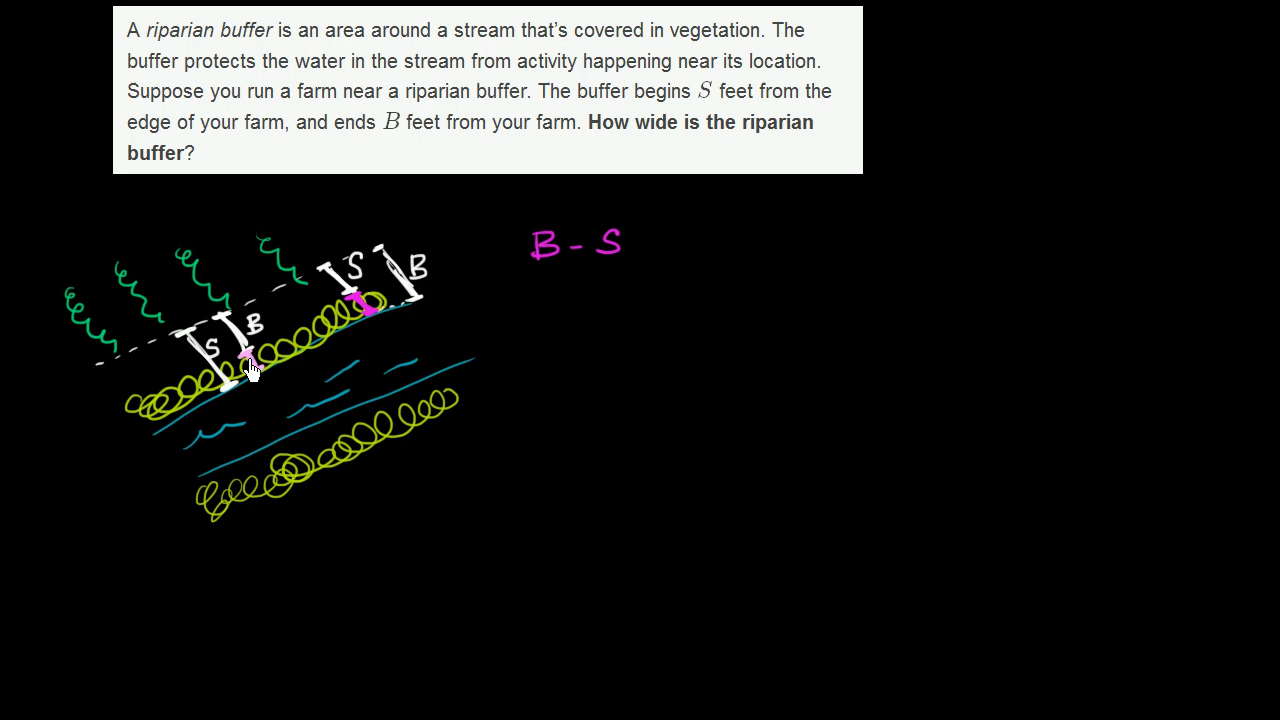 A riparian buffer is an area around a stream that’s covered in vegetation. The
buffer protects the water in the stream from activity happening near its location.
Suppose you run a farm near a riparian buffer. The buffer begins S feet from the
edge of your farm, and ends B feet from your farm. How wide is the riparian
buffer?
B - S
S
B
B
S